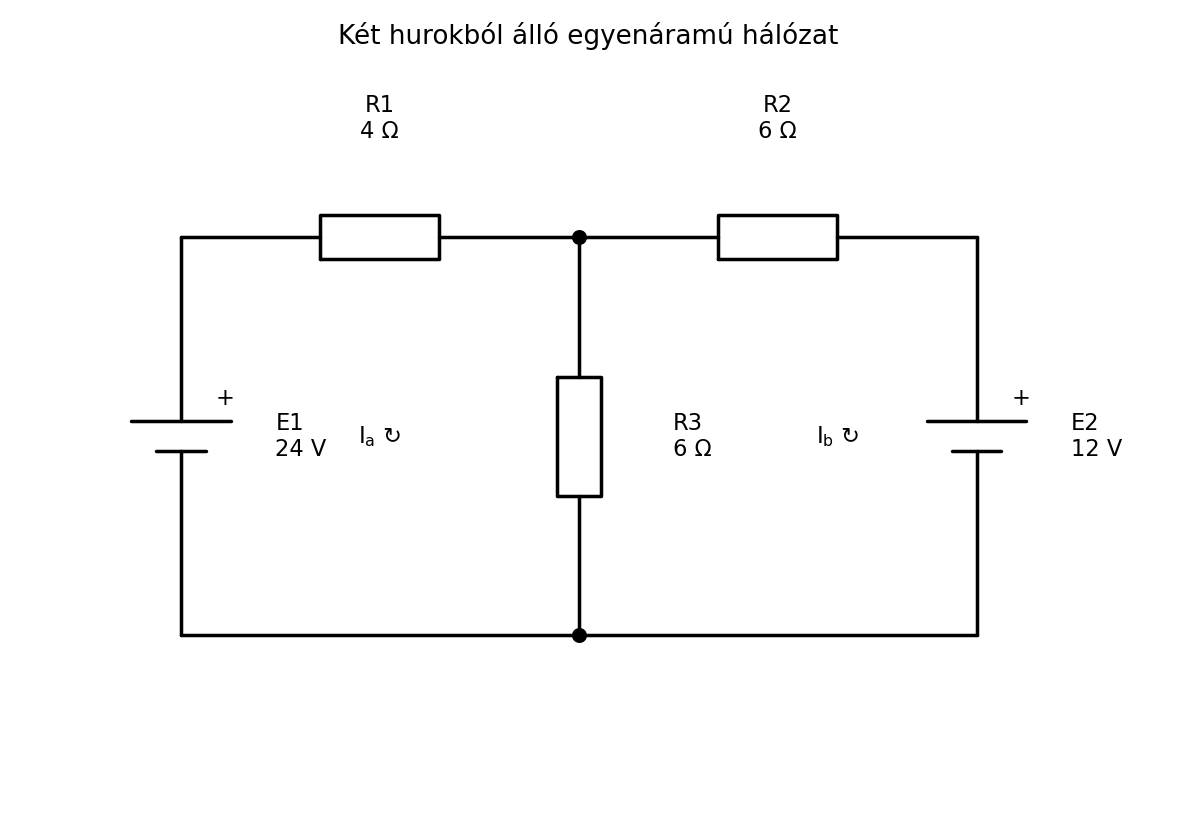 Két hurokból álló egyenáramú hálózat
R1
4 Ω
R2
6 Ω
+
E1
24 V
Iₐ ↻
R3
6 Ω
I_b ↻
+
E2
12 V